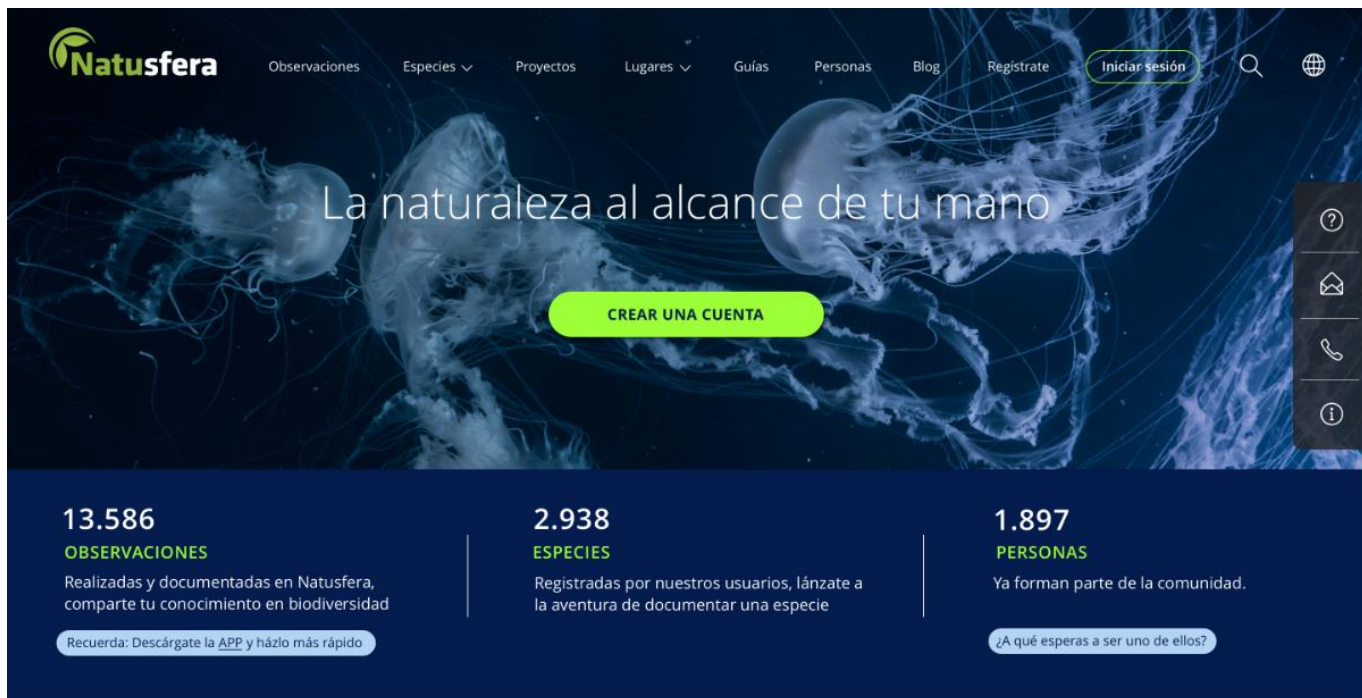 Natusfera
Observaciones
Especies
Proyectos
Lugares
Guías
Personas
Blog
Regístrate
Iniciar sesión
La naturaleza al alcance de tu mano
CREAR UNA CUENTA
13.586
OBSERVACIONES
Realizadas y documentadas en Natusfera,
comparte tu conocimiento en biodiversidad
Recuerda: Descárgate la APP y házlo más rápido
2.938
ESPECIES
Registradas por nuestros usuarios, lánzate a
la aventura de documentar una especie
1.897
PERSONAS
Ya forman parte de la comunidad.
¿A qué esperas a ser uno de ellos?